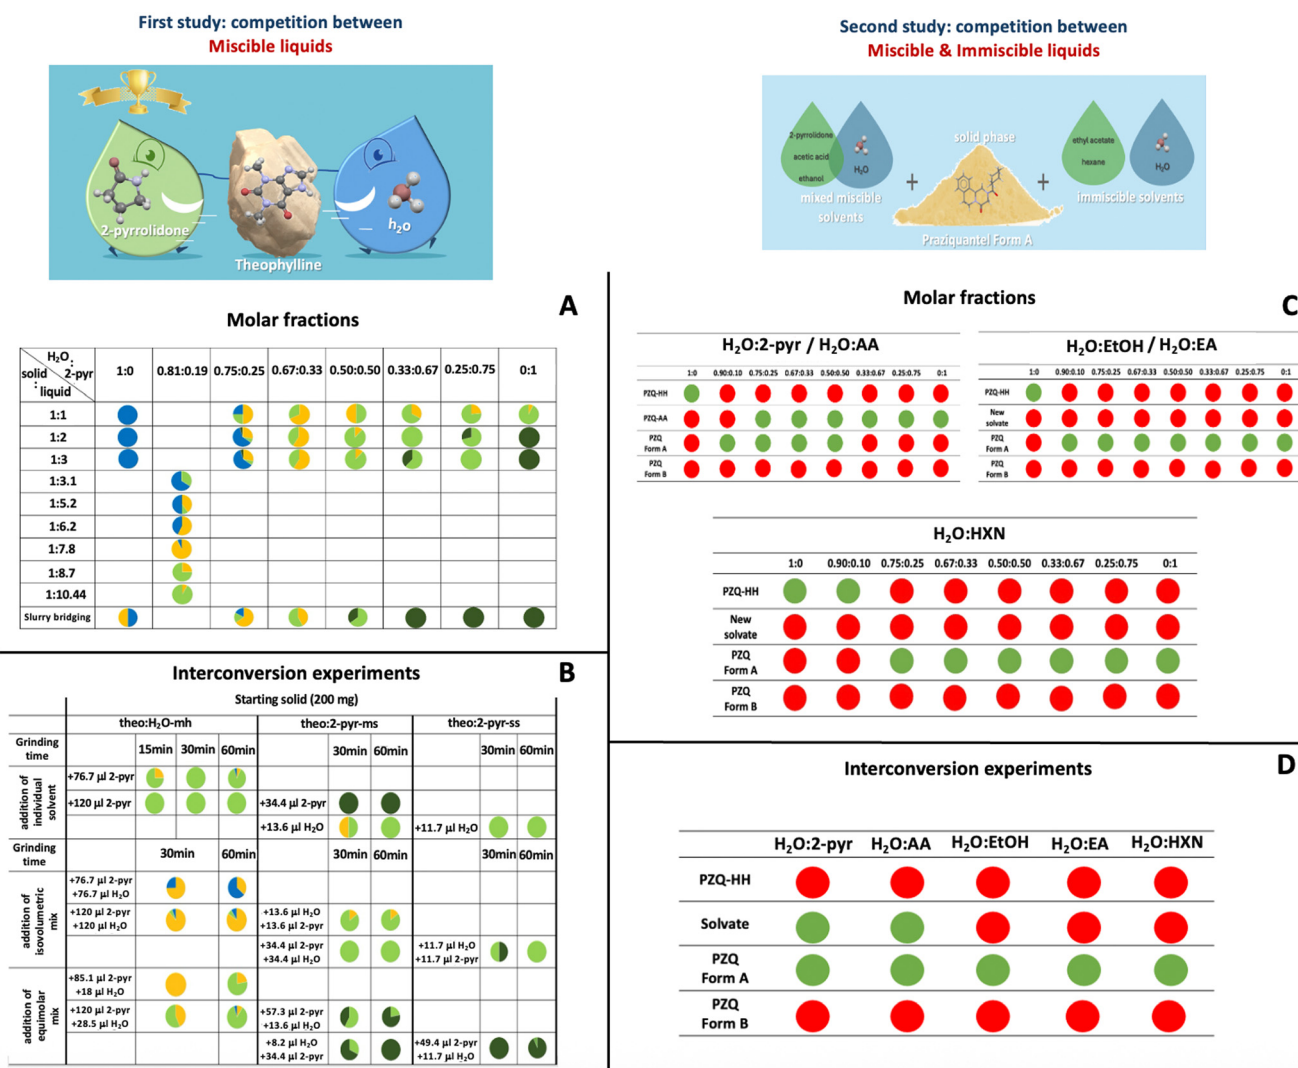 First study: competition between
Miscible liquids
2-pyrrolidone
Theophylline
h2o
Second study: competition between
Miscible & Immiscible liquids
2-pyrrolidone
acetic acid
ethanol
H2O
mixed miscible
solvents
+
solid phase
Praziquantel Form A
+
ethyl acetate
hexane
H2O
immiscible solvents
A
Molar fractions
H2O:2-pyr
solid:liquid
1:0 0.81:0.19 0.75:0.25 0.67:0.33 0.50:0.50 0.33:0.67 0.25:0.75 0:1
1:1
1:2
1:3
1:3.1
1:5.2
1:6.2
1:7.8
1:8.7
1:10.44
Slurry bridging
B
Interconversion experiments
Starting solid (200 mg)
theo:H2O-mh theo:2-pyr-ms theo:2-pyr-ss
Grinding
time
15min 30min 60min 30min 60min 30min 60min
addition of
individual
solvent
+76.7 µl 2-pyr
+120 µl 2-pyr +34.4 µl 2-pyr
+13.6 µl H2O +11.7 µl H2O
Grinding
time
30min 60min 30min 60min 30min 60min
addition of
isovolumetric
mix
+76.7 µl 2-pyr
+76.7 µl H2O
+120 µl 2-pyr
+120 µl H2O
+13.6 µl H2O
+13.6 µl 2-pyr
+34.4 µl 2-pyr
+34.4 µl H2O
+11.7 µl H2O
+11.7 µl 2-pyr
addition of
equimolar
mix
+85.1 µl 2-pyr
+18 µl H2O
+120 µl 2-pyr
+28.5 µl H2O
+57.3 µl 2-pyr
+13.6 µl H2O
+8.2 µl H2O
+34.4 µl 2-pyr
+49.4 µl 2-pyr
+11.7 µl H2O
C
Molar fractions
H2O:2-pyr / H2O:AA
1:0 0.90:0.10 0.75:0.25 0.67:0.33 0.50:0.50 0.33:0.67 0.25:0.75 0:1
PZQ-HH
PZQ-AA
PZQ
Form A
PZQ
Form B
H2O:EtOH / H2O:EA
1:0 0.90:0.10 0.75:0.25 0.67:0.33 0.50:0.50 0.33:0.67 0.25:0.75 0:1
PZQ-HH
New
solvate
PZQ
Form A
PZQ
Form B
H2O:HXN
1:0 0.90:0.10 0.75:0.25 0.67:0.33 0.50:0.50 0.33:0.67 0.25:0.75 0:1
PZQ-HH
New
solvate
PZQ
Form A
PZQ
Form B
D
Interconversion experiments
H2O:2-pyr H2O:AA H2O:EtOH H2O:EA H2O:HXN
PZQ-HH
Solvate
PZQ
Form A
PZQ
Form B